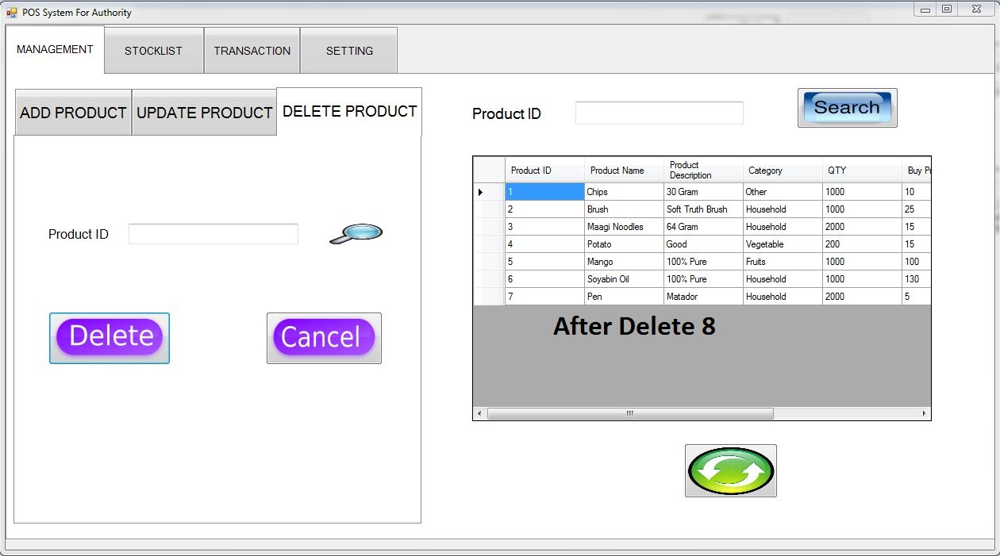 POS System For Authority
MANAGEMENT STOCKLIST TRANSACTION SETTING
ADD PRODUCT UPDATE PRODUCT DELETE PRODUCT
Product ID
Delete Cancel
Product ID Search
Product ID Product Name Product Description Category QTY Buy Pr
1 Chips 30 Gram Other 1000 10
2 Brush Soft Truth Brush Household 1000 25
3 Maagi Noodles 64 Gram Household 2000 15
4 Potato Good Vegetable 200 15
5 Mango 100% Pure Fruits 1000 100
6 Soyabin Oil 100% Pure Household 1000 130
7 Pen Matador Household 2000 5
After Delete 8